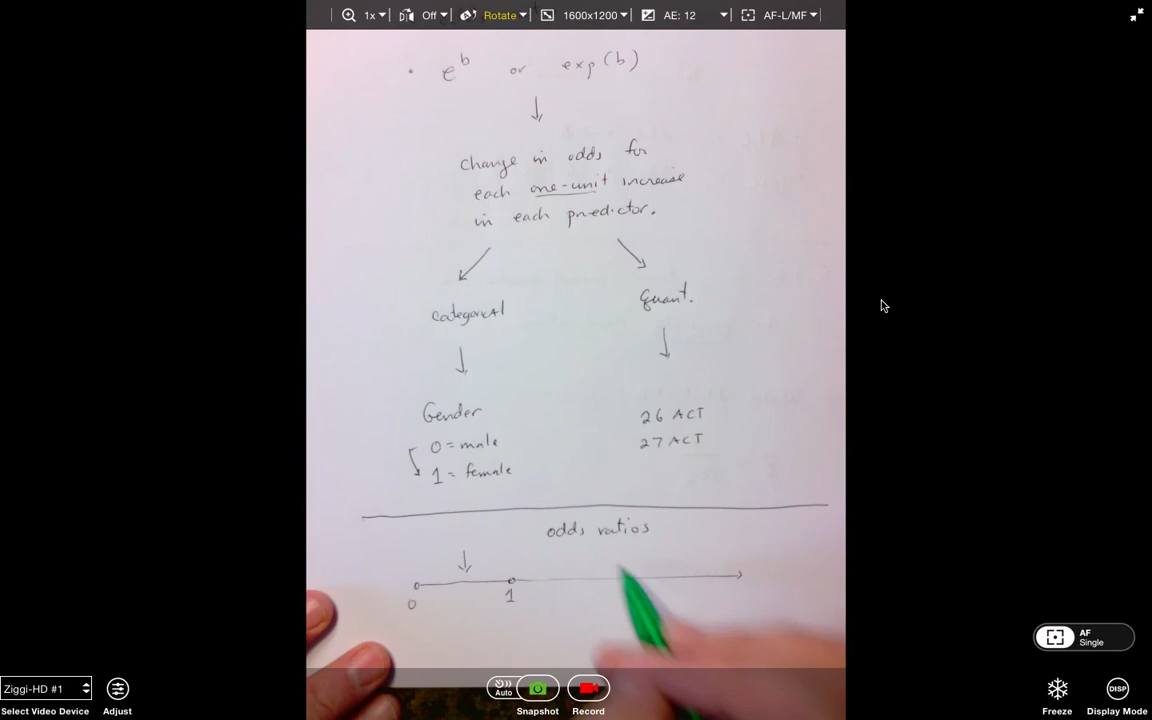 1x
Off
Rotate
1600x1200
AE: 12
AF-L/MF
• e^b or exp(b)
change in odds for
each one-unit increase
in each predictor.
categorical
quant.
Gender
26 ACT
0 = male
27 ACT
1 = female
odds ratios
0
1
AF
Single
Ziggi-HD #1
Auto
DISP
Select Video Device
Adjust
Snapshot
Record
Freeze
Display Mode